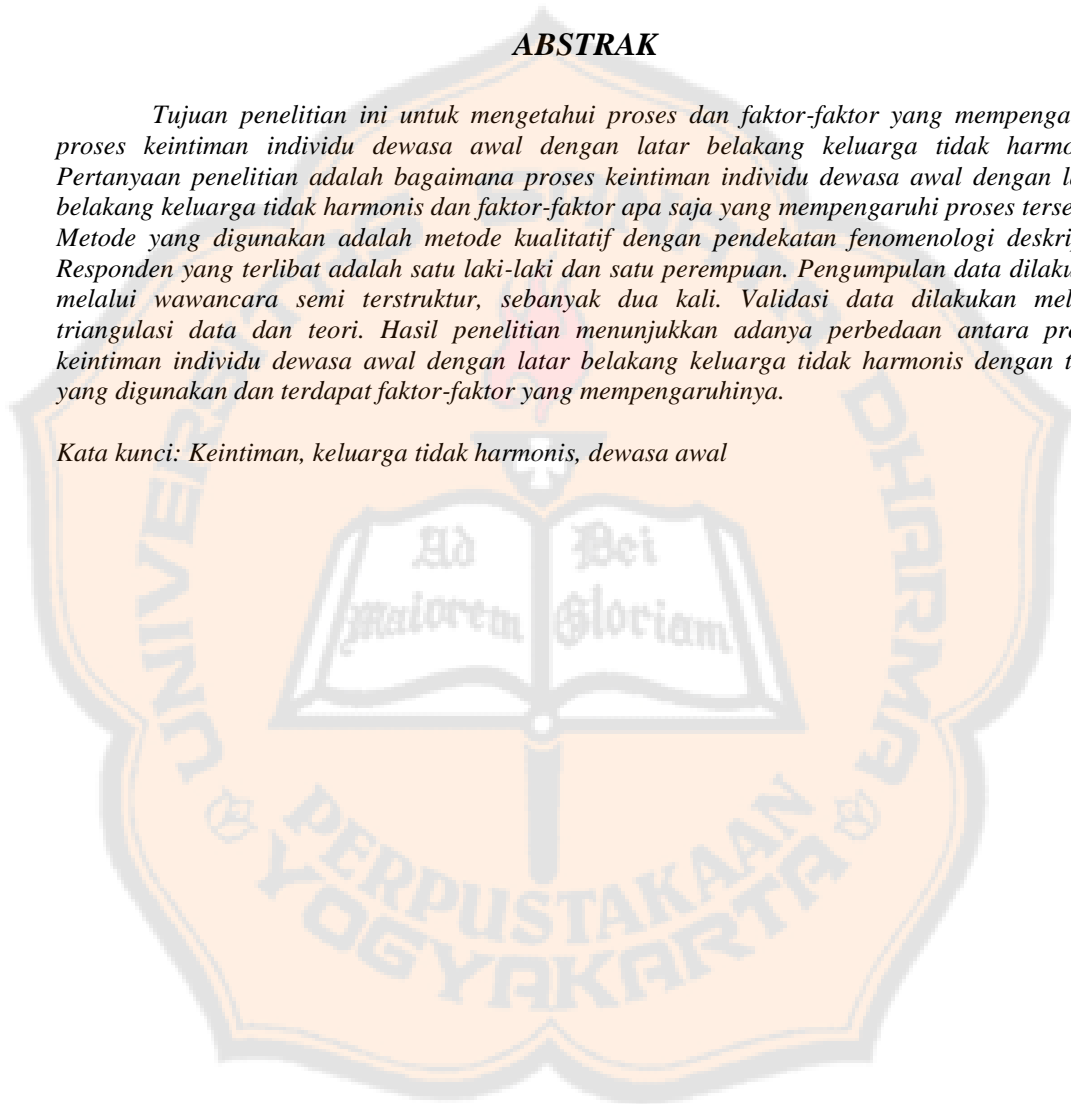 ABSTRAK
Tujuan penelitian ini untuk mengetahui proses dan faktor-faktor yang mempenga
proses keintiman individu dewasa awal dengan latar belakang keluarga tidak harmo
Pertanyaan penelitian adalah bagaimana proses keintiman individu dewasa awal dengan l
belakang keluarga tidak harmonis dan faktor-faktor apa saja yang mempengaruhi proses terse
Metode yang digunakan adalah metode kualitatif dengan pendekatan fenomenologi deskrip
Responden yang terlibat adalah satu laki-laki dan satu perempuan. Pengumpulan data dilaku
melalui wawancara semi terstruktur, sebanyak dua kali. Validasi data dilakukan mel
triangulasi data dan teori. Hasil penelitian menunjukkan adanya perbedaan antara pro
keintiman individu dewasa awal dengan latar belakang keluarga tidak harmonis dengan t
yang digunakan dan terdapat faktor-faktor yang mempengaruhinya.
Kata kunci: Keintiman, keluarga tidak harmonis, dewasa awal
UNIVERSITAS SANATA DHARMA
Ad Dei
maiorem Gloriam
PERPUSTAKAAN
YOGYAKARTA